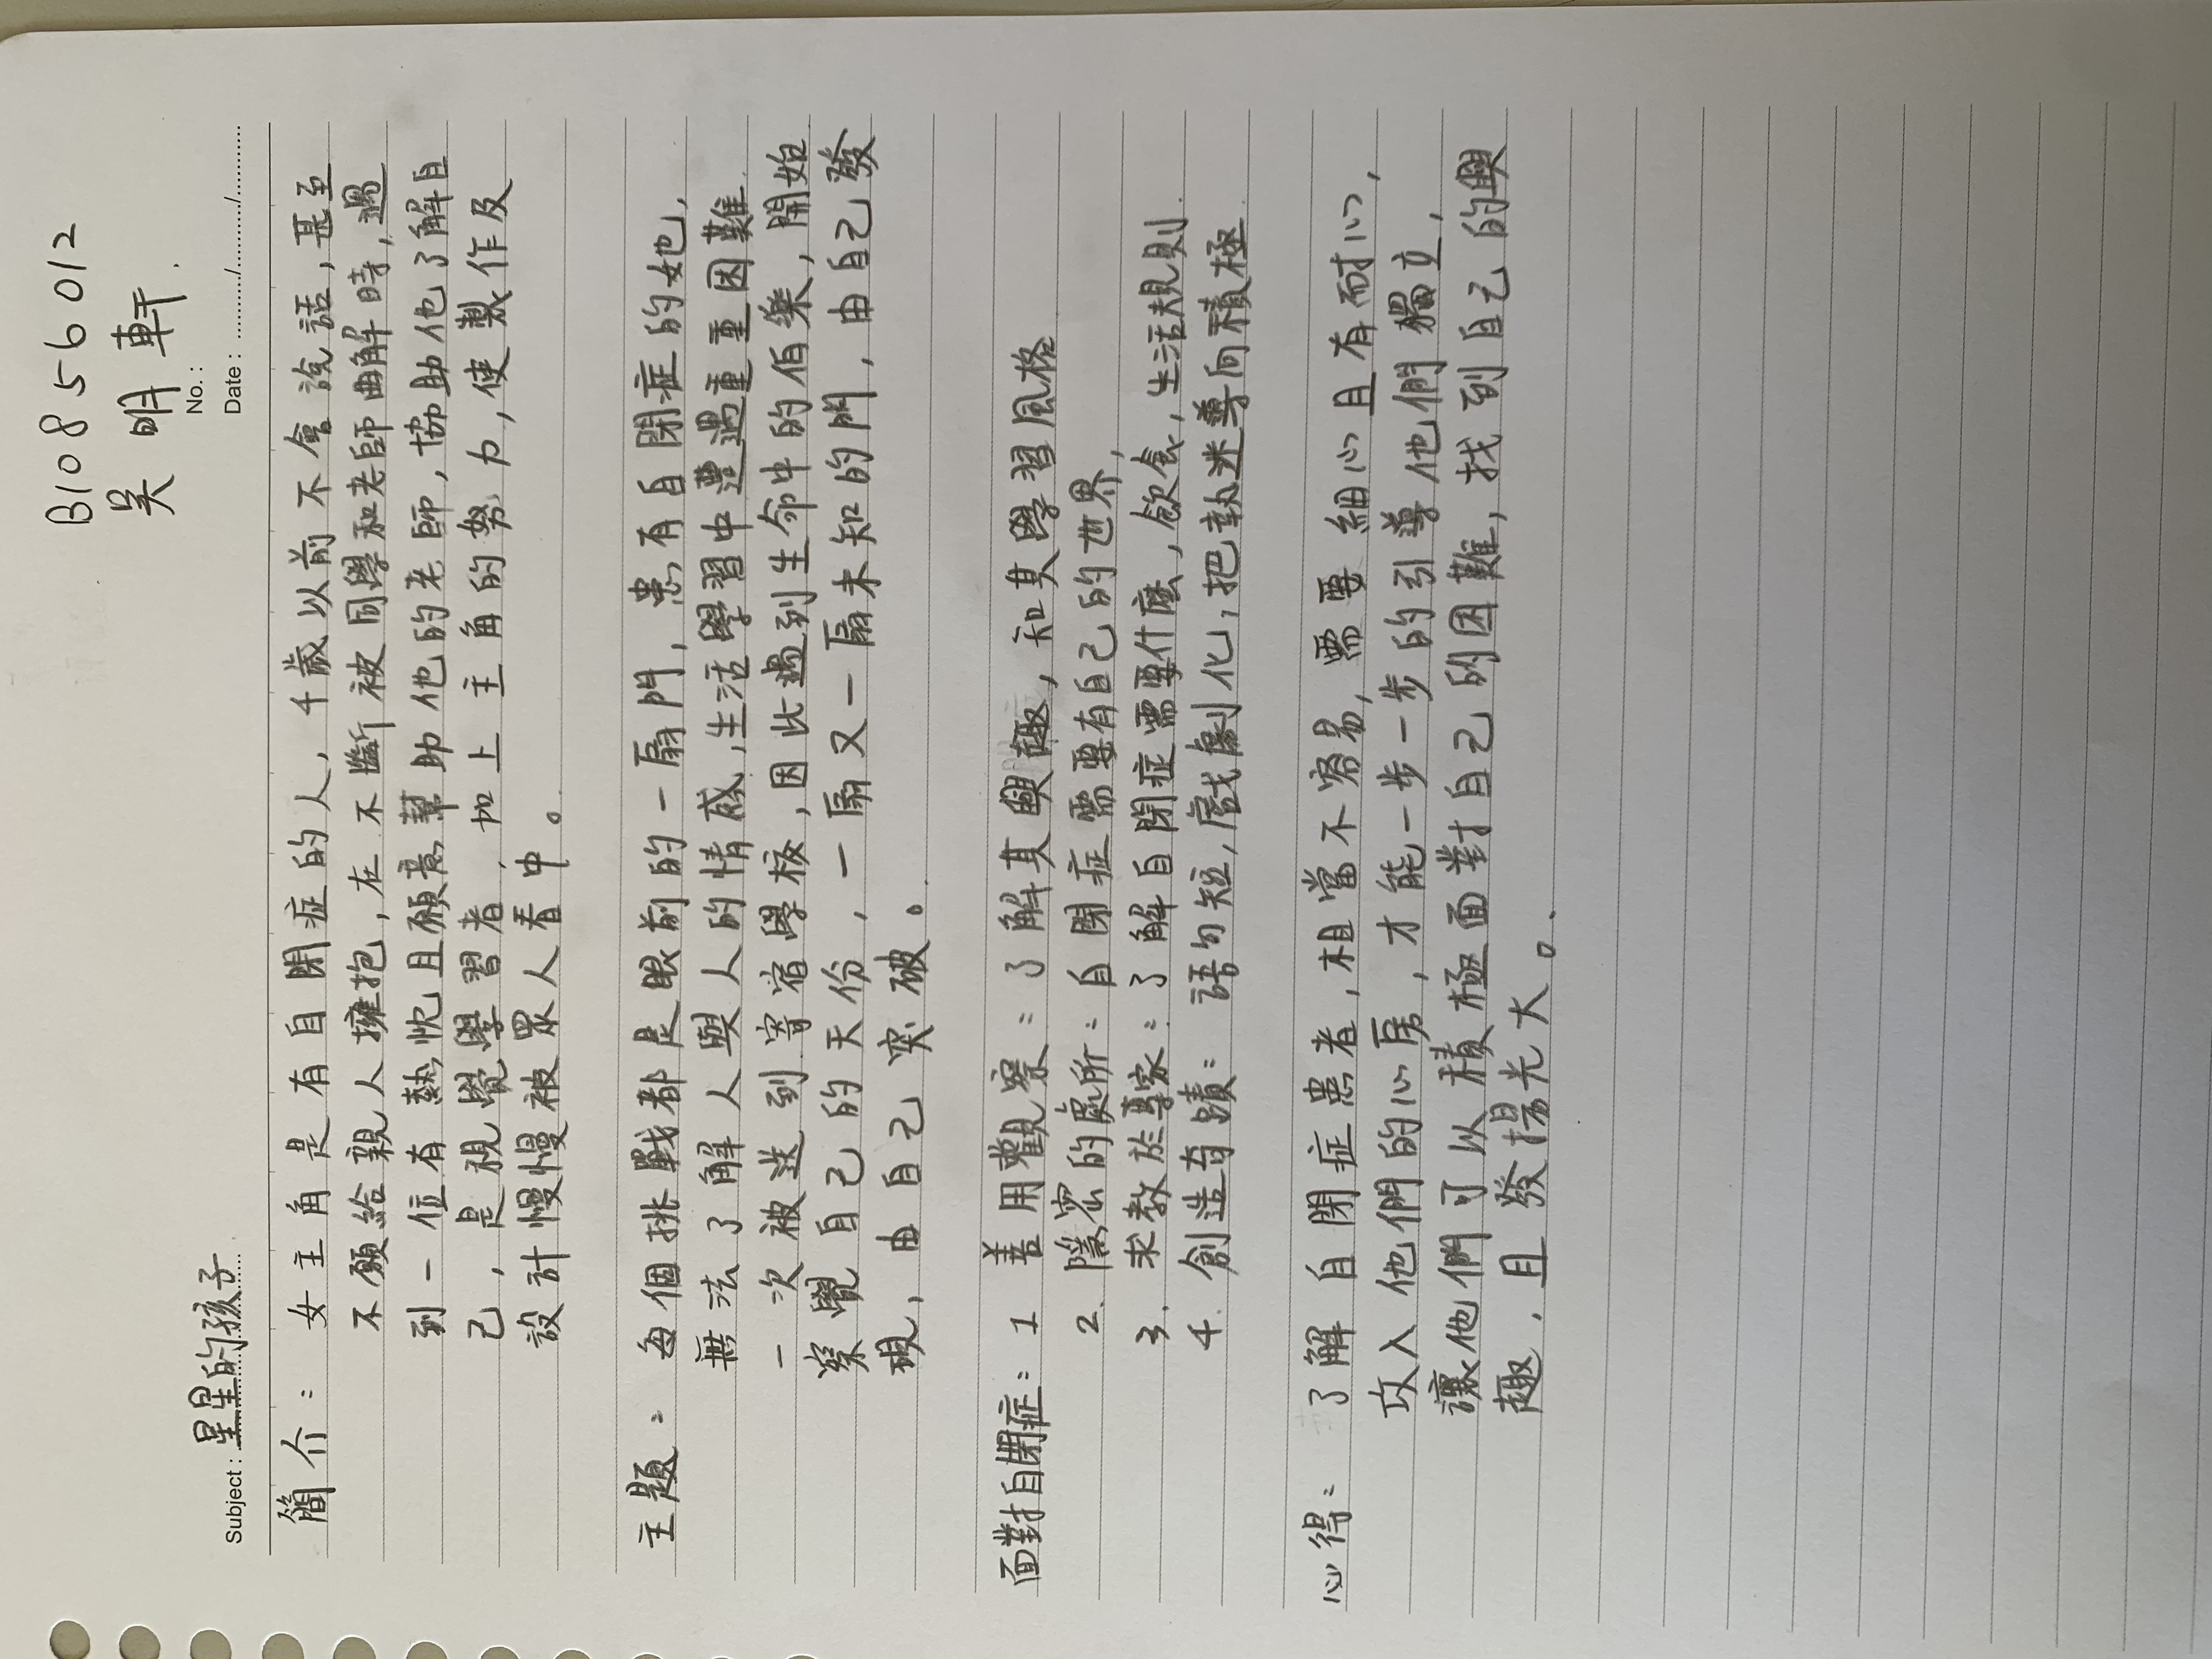 B10856012
吳明軒.
No. :
Subject : 星星的孩子
Date : ........../........../...........
簡介：女主角是有自閉症的人，4歲以前不會說話，甚至
不願給親人擁抱，在不斷被同學和老師曲解時，遇
到一位有熱忱且願意幫助他的老師，協助他了解自
己，是視覺學習者，加上主角的努力，使製作及
設計慢慢被眾人看中。
主題：每個挑戰都是眼前的一扇門，患有自閉症的她，
無法了解人與人的情感，生活學習中遭遇重重困難
一次被送到寄宿學校，因此遇到生命中的伯樂，開始
察覺自己的天份，一扇又一扇未知的門，由自己發
現，由自己突破。
面對自閉症：1 善用觀察：了解其興趣，和其學習風格
2. 隱密的處所：自閉症需要有自己的世界，
3. 求教於專家：了解自閉症需要什麼，飲食，生活規則.
4. 創造奇蹟：語句短，戲劇化，把執迷導向積極.
心得：了解自閉症患者，相當不容易，需要細心且有耐心，
攻入他們的心房，才能一步一步的引導他們獨立，
讓他們可以積極面對自己的困難，找到自己的興
趣，且發揚光大。